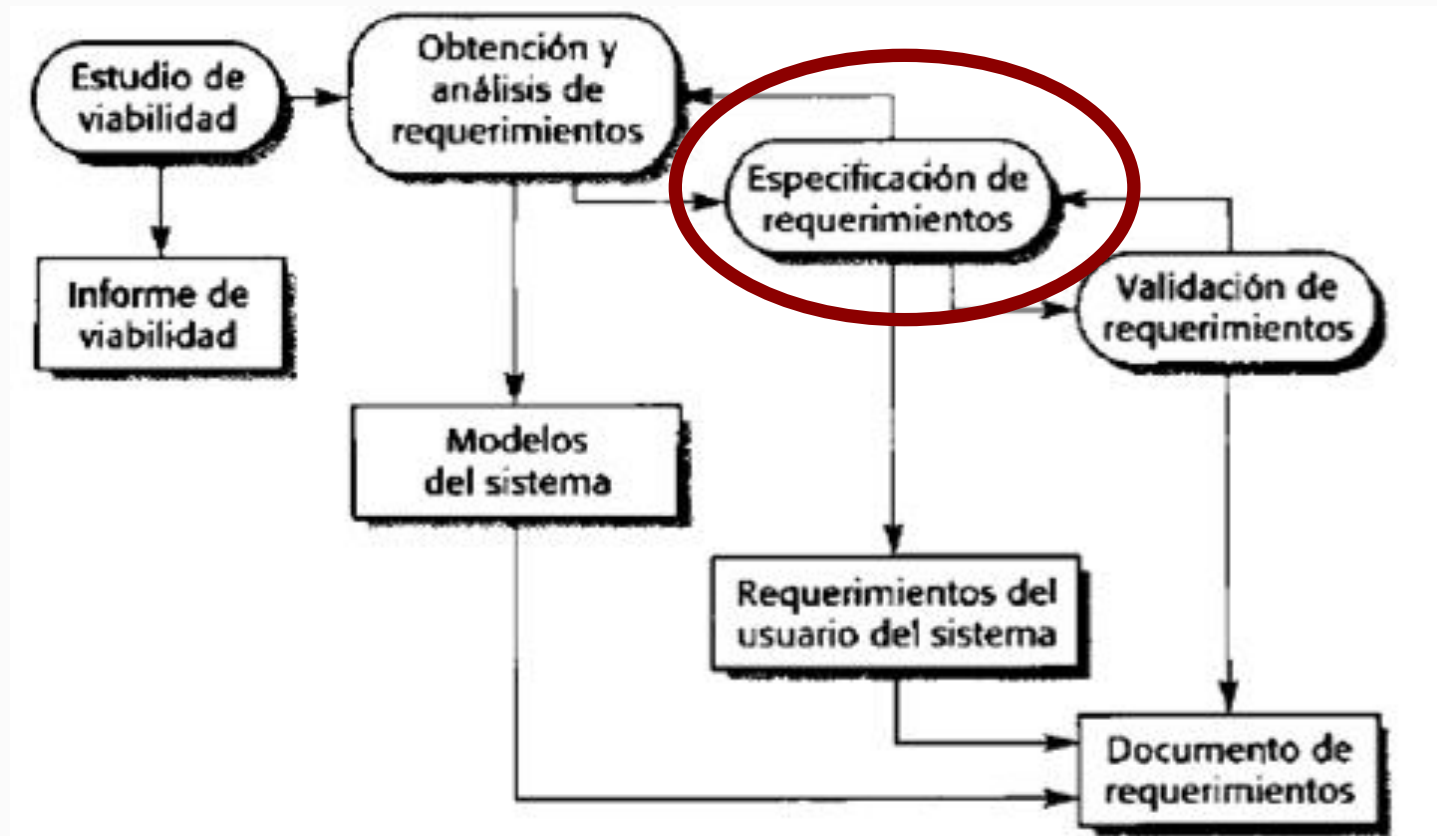 Estudio de
viabilidad
Obtención y
análisis de
requerimientos
Especificación de
requerimientos
Validación de
requerimientos
Informe de
viabilidad
Modelos
del sistema
Requerimientos del
usuario del sistema
Documento de
requerimientos